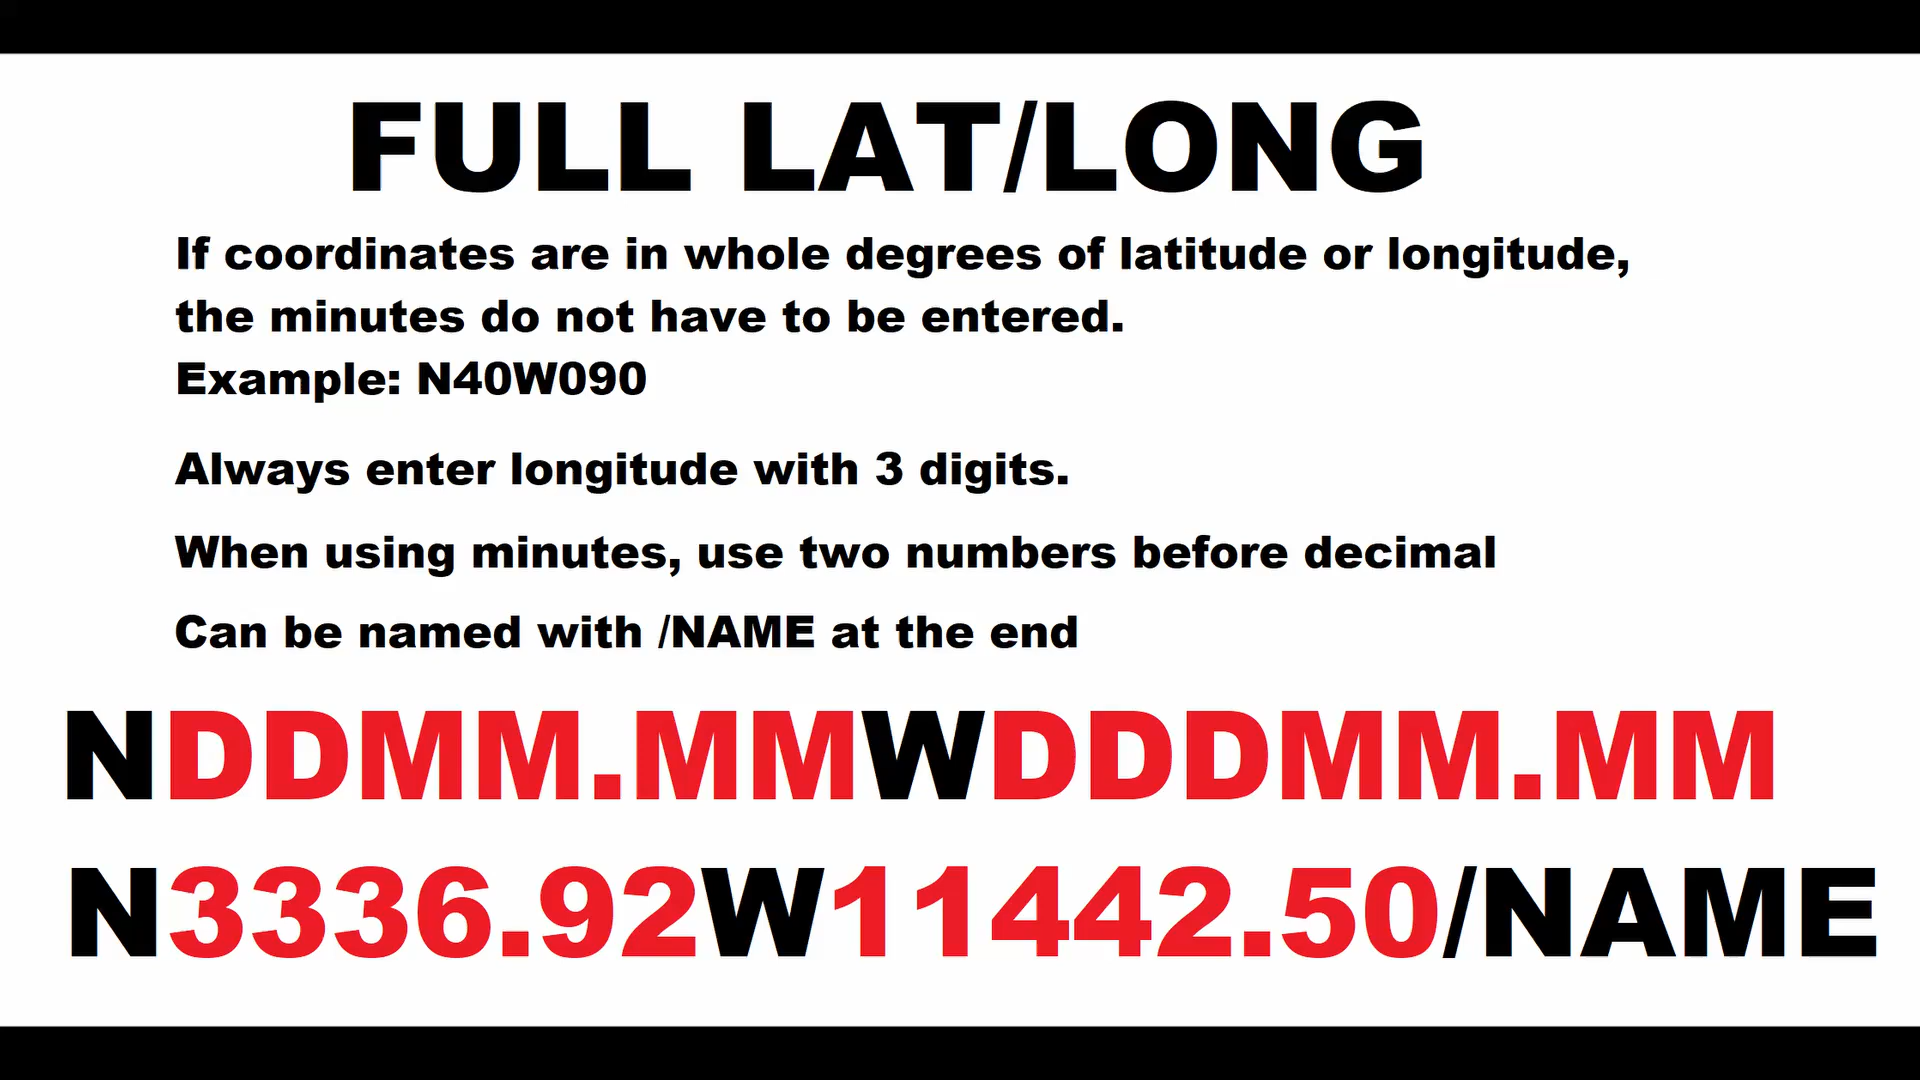 FULL LAT/LONG
If coordinates are in whole degrees of latitude or longitude,
the minutes do not have to be entered.
Example: N40W090
Always enter longitude with 3 digits.
When using minutes, use two numbers before decimal
Can be named with /NAME at the end
NDDMM.MMWDDDMM.MM
N3336.92W11442.50/NAME